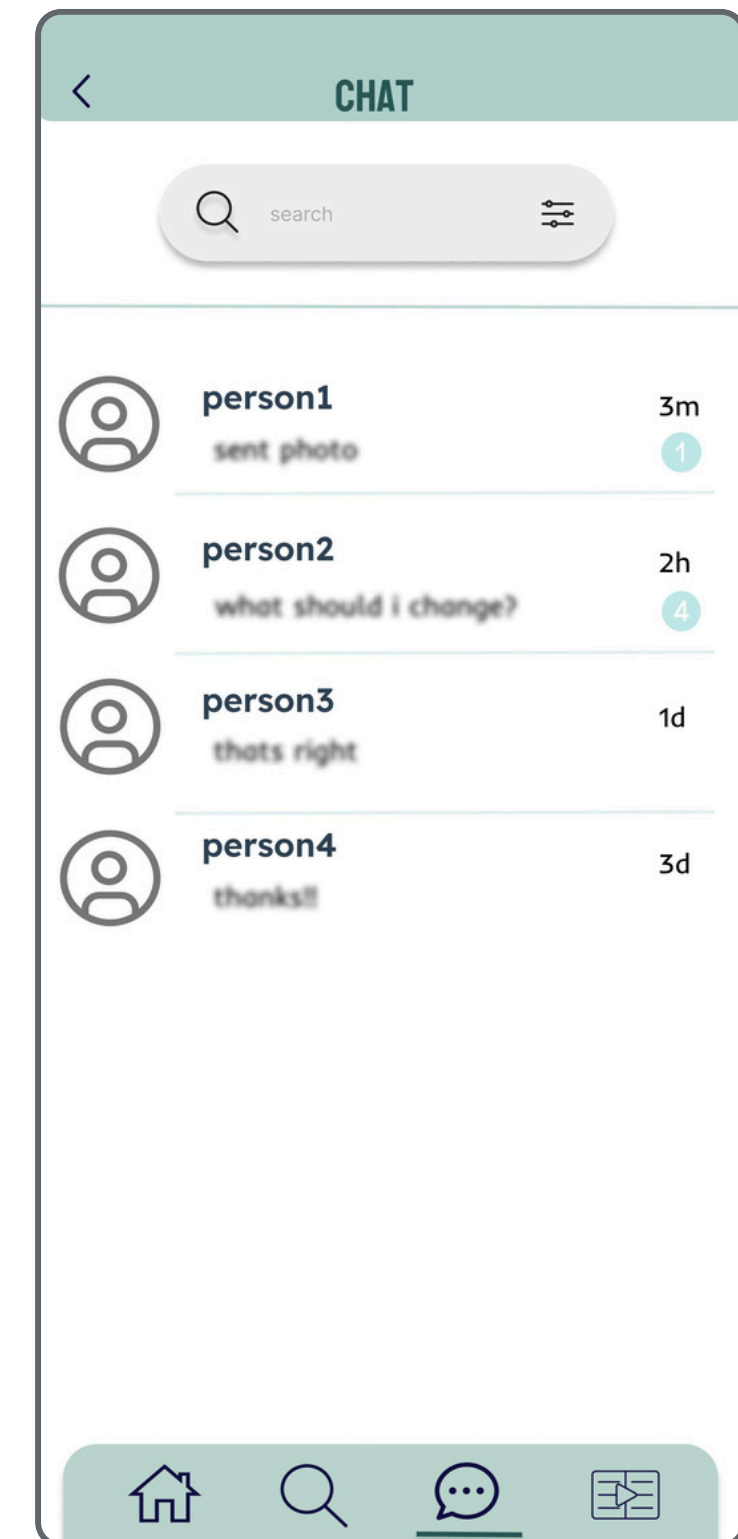 CHAT
search
person1
3m
sent photo
1
person2
2h
what should i change?
4
person3
1d
thats right
person4
3d
thanks!!